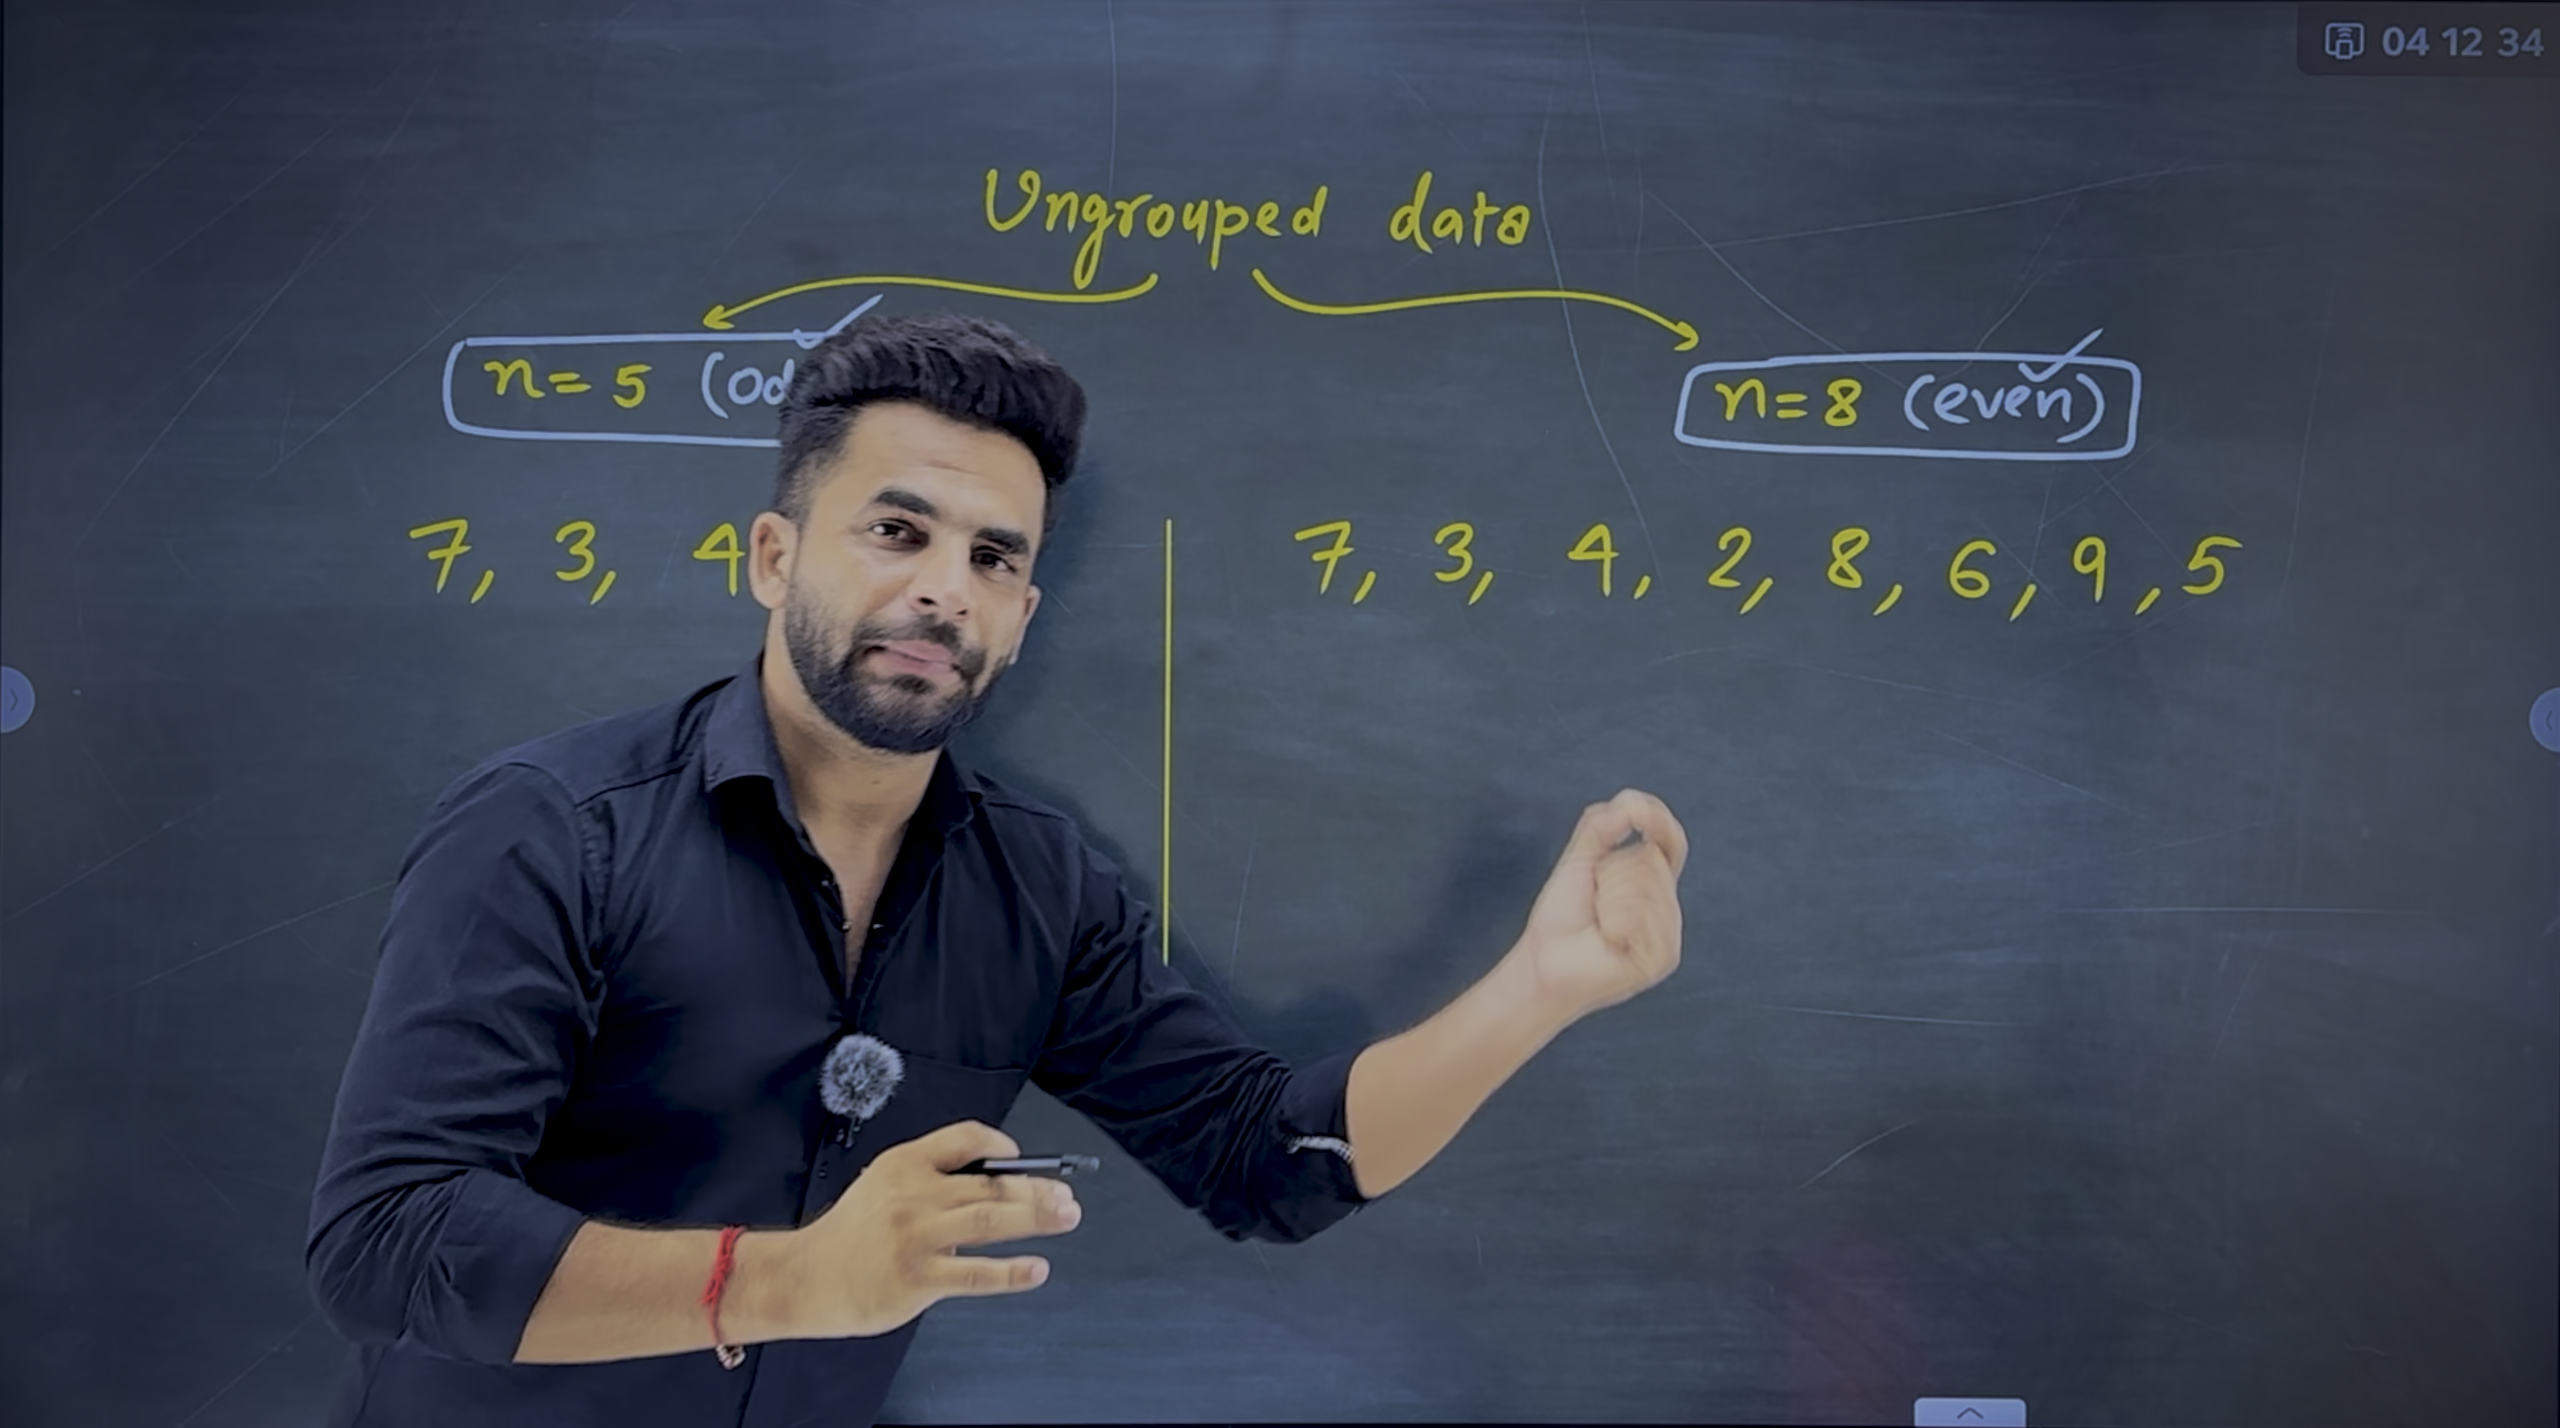 04 12 34
Ungrouped data
n=5 (od
n=8 (even)
7, 3, 4
7, 3, 4, 2, 8, 6, 9, 5